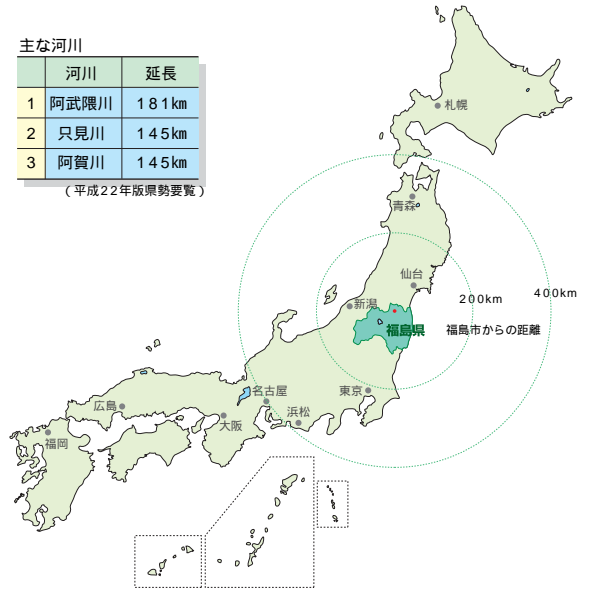 主な河川
河川 延長
1 阿武隈川 181km
2 只見川 145km
3 阿賀川 145km
(平成22年版県勢要覧)
札幌
青森
仙台
新潟
200km
400km
福島県
福島市からの距離
東京
名古屋
浜松
広島
大阪
福岡